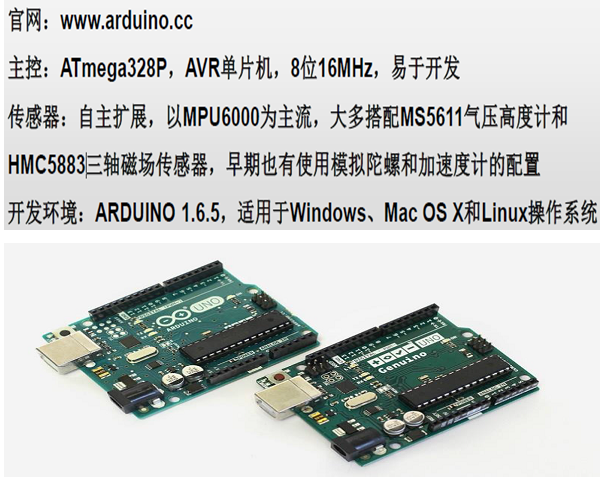 官网：www.arduino.cc
主控：ATmega328P，AVR单片机，8位16MHz，易于开发
传感器：自主扩展，以MPU6000为主流，大多搭配MS5611气压高度计和
HMC5883三轴磁场传感器，早期也有使用模拟陀螺和加速度计的配置
开发环境：ARDUINO 1.6.5，适用于Windows、Mac OS X和Linux操作系统
UNO
ARDUINO
UNO
Genuino